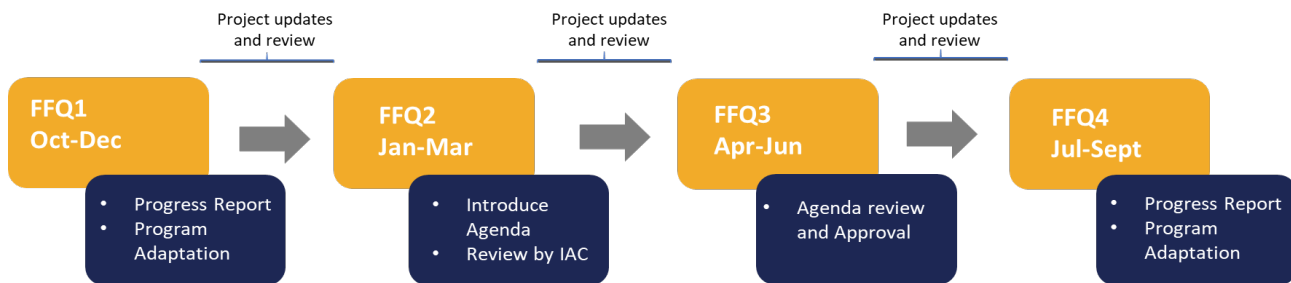 Project updates
and review
Project updates
and review
Project updates
and review
FFQ1
Oct-Dec
• Progress Report
• Program
Adaptation
FFQ2
Jan-Mar
• Introduce
Agenda
• Review by IAC
FFQ3
Apr-Jun
• Agenda review
and Approval
FFQ4
Jul-Sept
• Progress Report
• Program
Adaptation